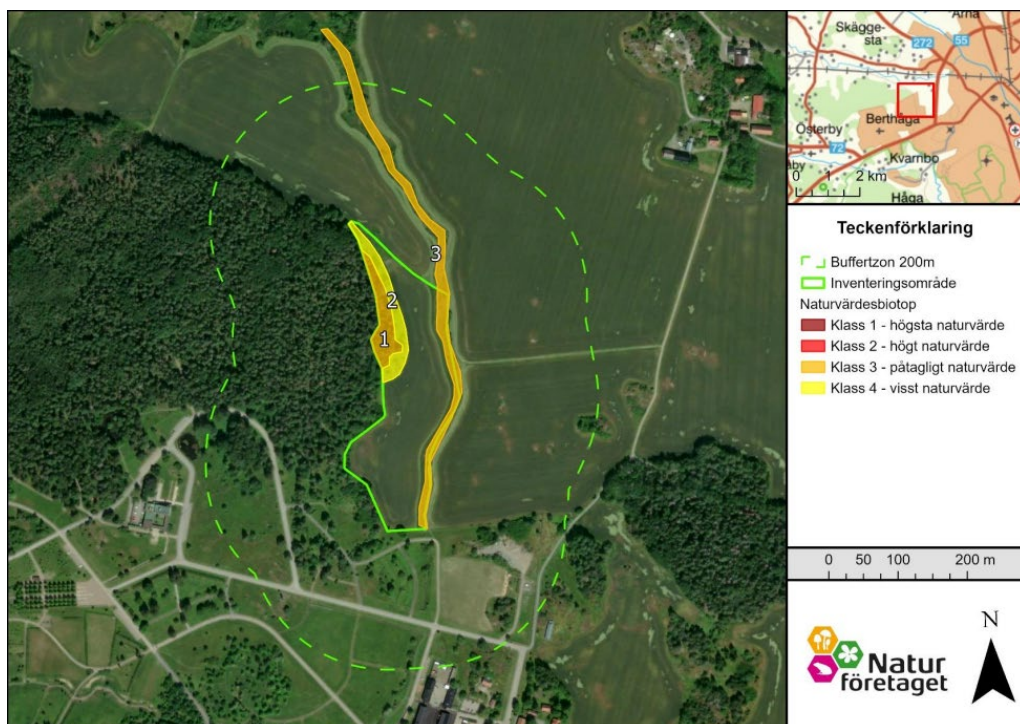 3
2
1
Skägge-
sta
272
55
Ärna
Berthåga
Österby
72
Kvarnbo
Håga
0 1 2 km
Teckenförklaring
Buffertzon 200m
Inventeringsområde
Naturvärdesbiotop
Klass 1 - högsta naturvärde
Klass 2 - högt naturvärde
Klass 3 - påtagligt naturvärde
Klass 4 - visst naturvärde
0 50 100 200 m
Natur
företaget
N